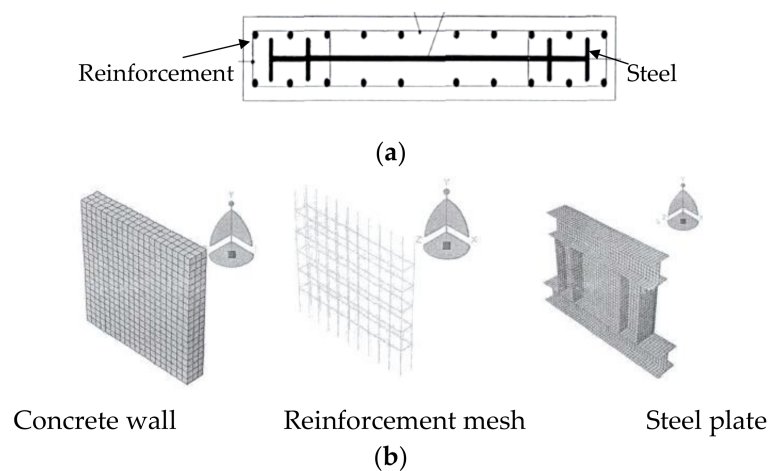 Reinforcement
Steel
(a)
Y
Y
Z
X
Y
Concrete wall
Reinforcement mesh
Steel plate
(b)